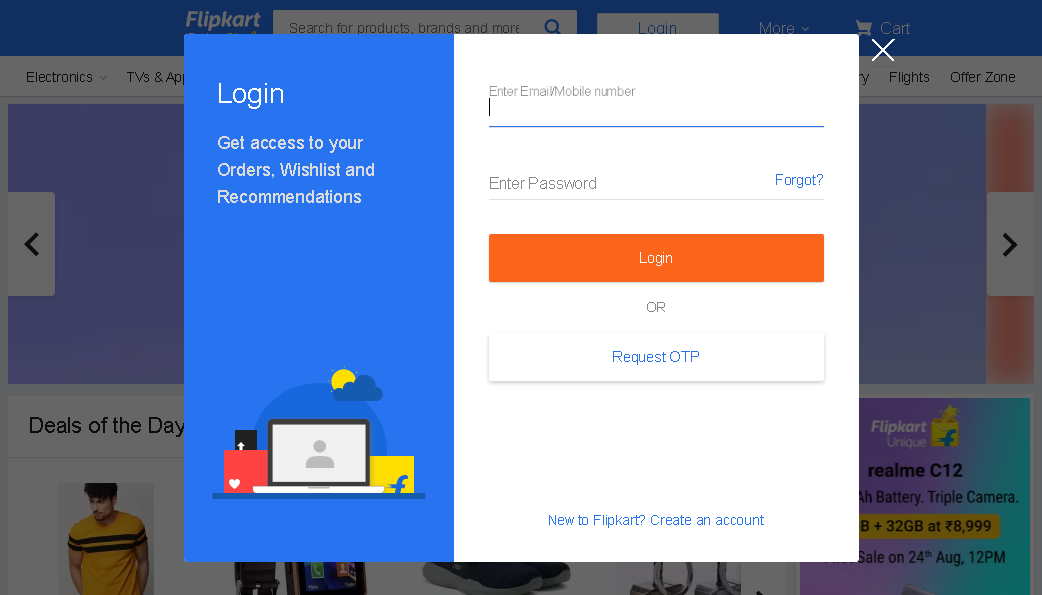 Flipkart
Search for products, brands and more
Login
More
Cart
Electronics
TVs & App
ry
Flights
Offer Zone
Login
Get access to your
Orders, Wishlist and
Recommendations
Enter Email/Mobile number
Enter Password
Forgot?
Login
OR
Request OTP
New to Flipkart? Create an account
Deals of the Day
Flipkart
Unique
realme C12
Ah Battery. Triple Camera.
B + 32GB at ₹8,999
Sale on 24th Aug, 12PM